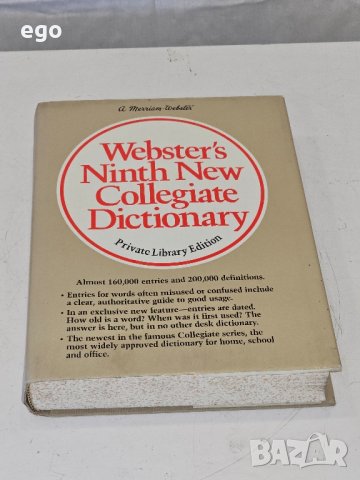 ego
A Merriam-Webster
Webster's
Ninth New
Collegiate
Dictionary
Private Library Edition
Almost 160,000 entries and 200,000 definitions.
• Entries for words often misused or confused include
a clear, authoritative guide to good usage.
• In an exclusive new feature—entries are dated.
How old is a word? When was it first used? The
answer is here, but in no other desk dictionary.
• The newest in the famous Collegiate series, the
most widely approved dictionary for home, school
and office.
BAZAR